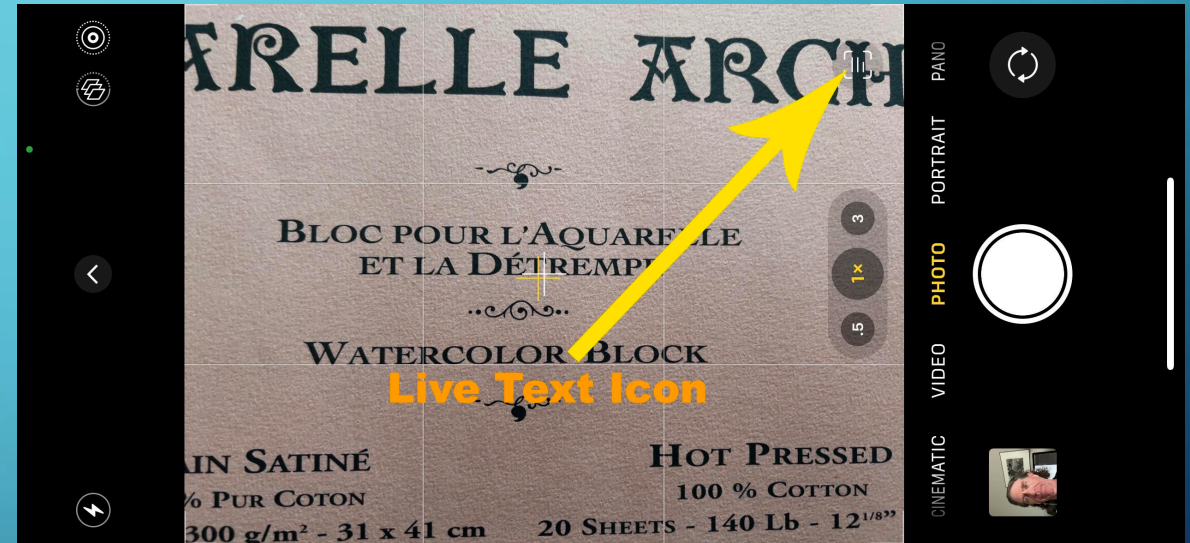 ARELLE ARCH
BLOC POUR L'AQUARELLE
ET LA DÉTREMPE
WATERCOLOR BLOCK
Live Text Icon
AIN SATINÉ
% PUR COTON
300 g/m² - 31 x 41 cm
HOT PRESSED
100 % COTTON
20 SHEETS - 140 Lb - 12¹/⁸”
3
1×
.5
PANO
PORTRAIT
PHOTO
VIDEO
CINEMATIC